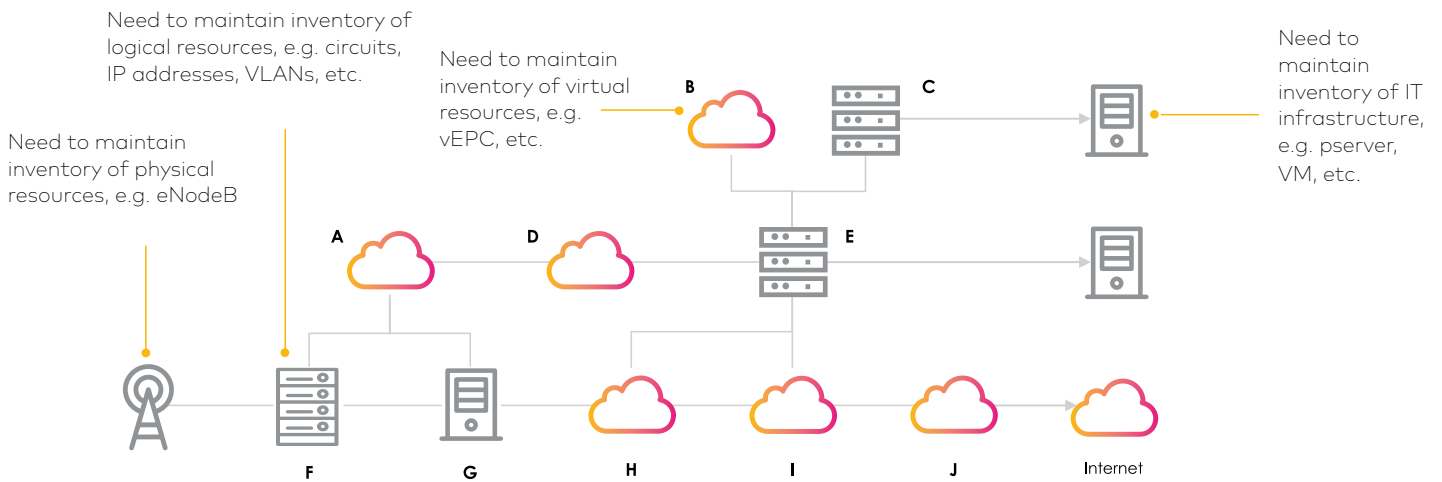 Need to maintain inventory of
logical resources, e.g. circuits,
IP addresses, VLANs, etc.
Need to maintain
inventory of virtual
resources, e.g.
vEPC, etc.
Need to
maintain
inventory of IT
infrastructure,
e.g. pserver,
VM, etc.
Need to maintain
inventory of physical
resources, e.g. eNodeB
B
C
A
D
E
F
G
H
I
J
Internet